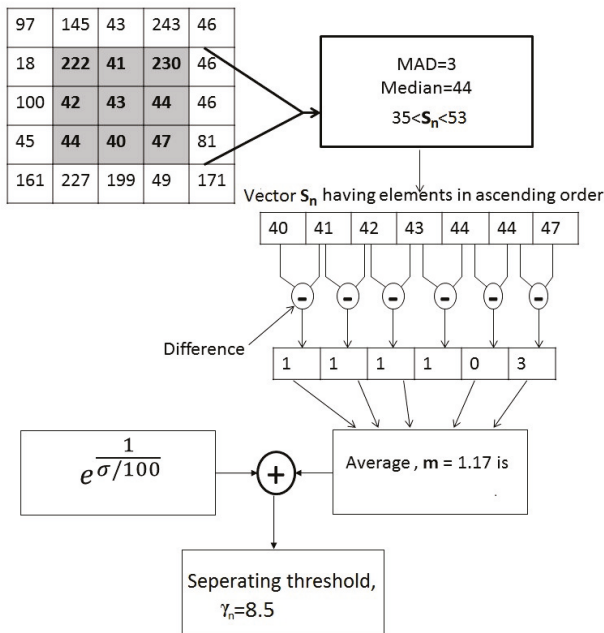 97 145 43 243 46
18 222 41 230 46
100 42 43 44 46
45 44 40 47 81
161 227 199 49 171
MAD=3
Median=44
35<Sₙ<53
Vector Sₙ having elements in ascending order
40 41 42 43 44 44 47
- - - - - -
Difference
1 1 1 1 0 3
e^(1/(σ/100))
+
Average , m = 1.17 is
.
Seperating threshold,
γₙ=8.5